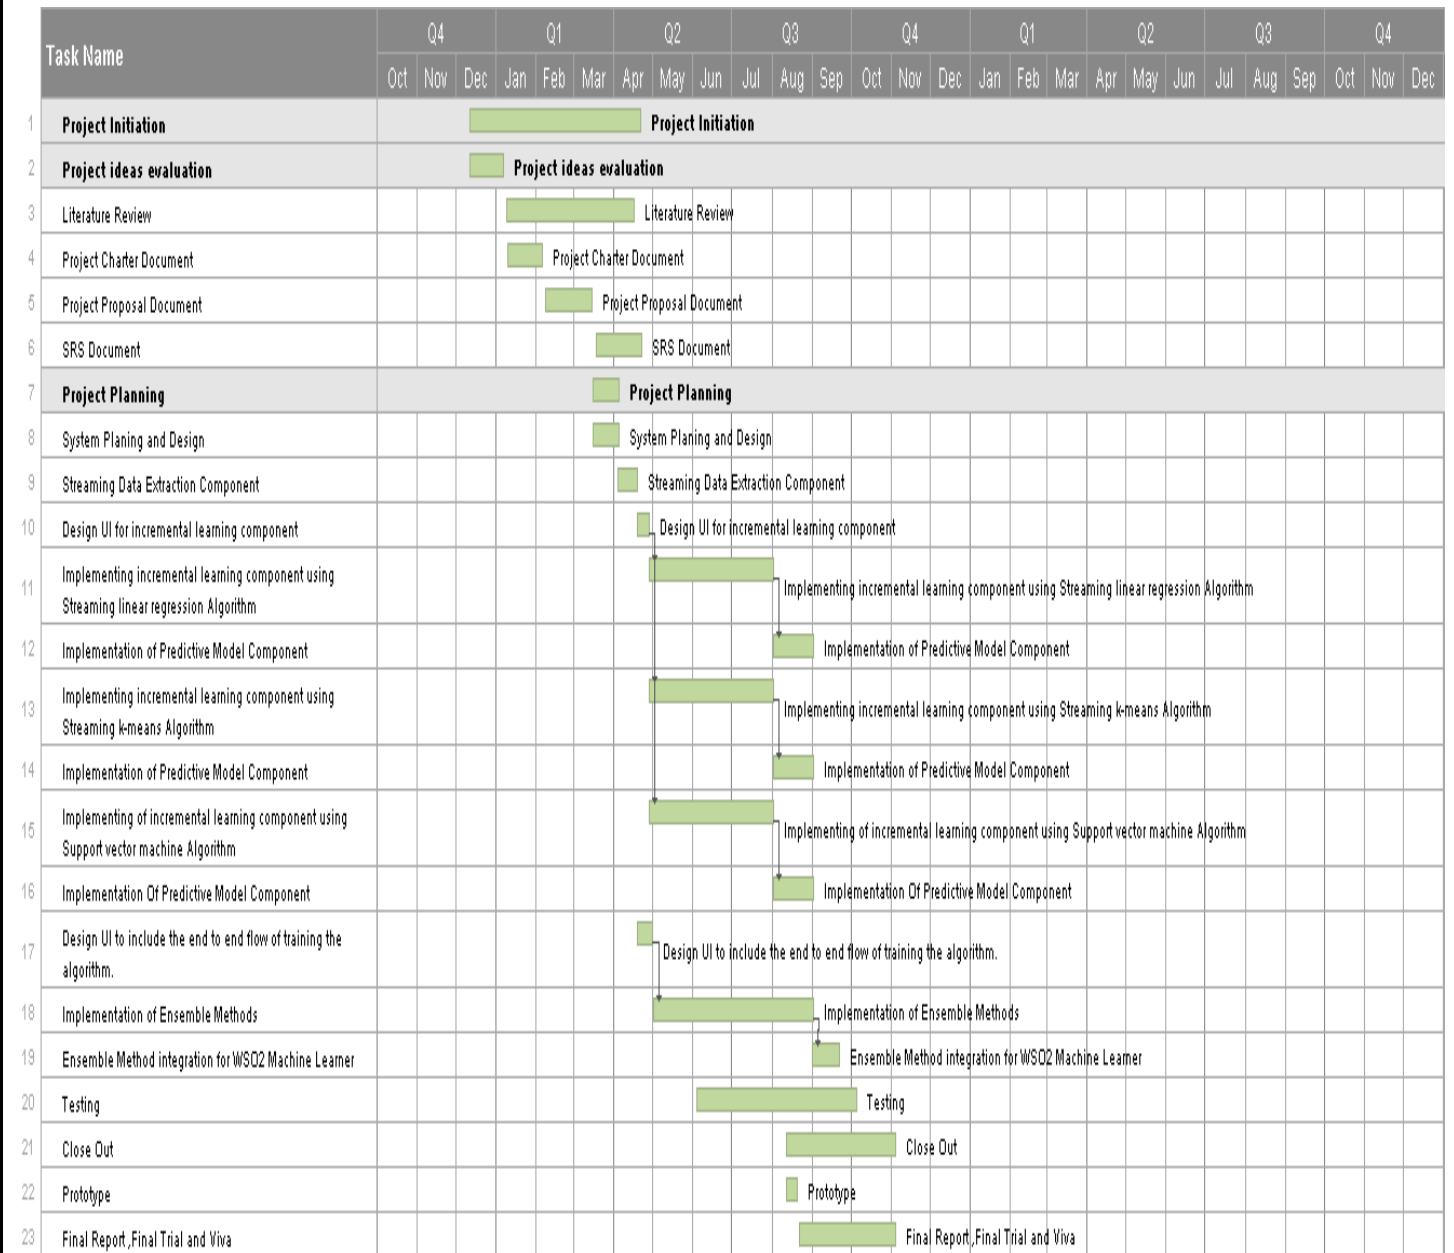 Task Name
Q4 Q1 Q2 Q3 Q4 Q1 Q2 Q3 Q4
Oct Nov Dec Jan Feb Mar Apr May Jun Jul Aug Sep Oct Nov Dec Jan Feb Mar Apr May Jun Jul Aug Sep Oct Nov Dec
1 Project Initiation Project Initiation
2 Project ideas evaluation Project ideas evaluation
3 Literature Review Literature Review
4 Project Charter Document Project Charter Document
5 Project Proposal Document Project Proposal Document
6 SRS Document SRS Document
7 Project Planning Project Planning
8 System Planing and Design System Planing and Design
9 Streaming Data Extraction Component Streaming Data Extraction Component
10 Design UI for incremental learning component Design UI for incremental learning component
Implementing incremental learning component using
11 Implementing incremental learning component using Streaming linear regression Algorithm
Streaming linear regression Algorithm
12 Implementation of Predictive Model Component Implementation of Predictive Model Component
Implementing incremental learning component using
13 Implementing incremental learning component using Streaming k-means Algorithm
Streaming k-means Algorithm
14 Implementation of Predictive Model Component Implementation of Predictive Model Component
Implementing of incremental learning component using
15 Implementing of incremental learning component using Support vector machine Algorithm
Support vector machine Algorithm
16 Implementation Of Predictive Model Component Implementation Of Predictive Model Component
Design UI to include the end to end flow of training the
17 Design UI to include the end to end flow of training the algorithm.
algorithm.
18 Implementation of Ensemble Methods Implementation of Ensemble Methods
19 Ensemble Method integration for WSO2 Machine Learner Ensemble Method integration for WSO2 Machine Learner
20 Testing Testing
21 Close Out Close Out
22 Prototype Prototype
23 Final Report ,Final Trial and Viva Final Report ,Final Trial and Viva